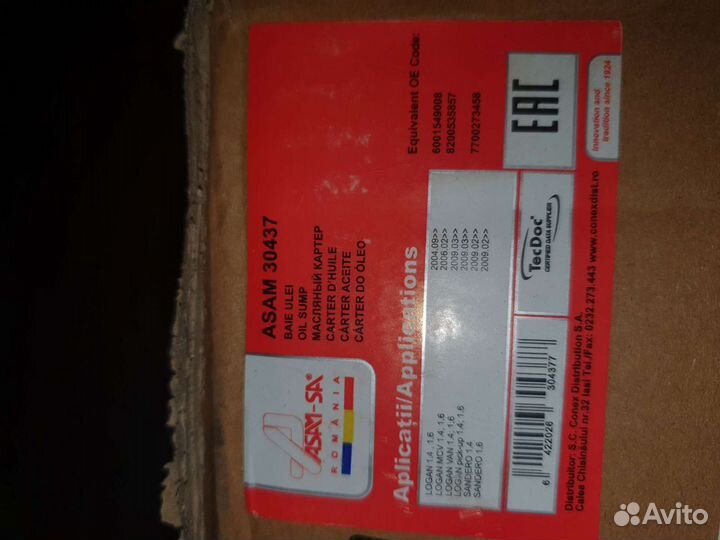 ASAM-SA®
ROMÂNIA
ASAM 30437
BAIE ULEI
OIL SUMP
МАСЛЯНЫЙ КАРТЕР
CARTER D'HUILE
CÁRTER ACEITE
CÁRTER DO ÓLEO
Equivalent OE Code:
6001549008
8200535857
7700273458
EAC
Innovation and
tradition since 1924
Aplicaţii/Applications
LOGAN 1.4, 1.6 2004.09>>
LOGAN MCV 1.4, 1.6 2006.02>>
LOGAN VAN 1.4, 1.6 2009.03>>
LOGAN pick-up 1.4, 1.6 2009.03>>
SANDERO 1.4 2009.02>>
SANDERO 1.6 2009.02>>
6 422026 304377
TecDoc®
CERTIFIED DATA SUPPLIER
Distribuitor: S.C. Conex Distribution S.A.
Calea Chişinăului nr.32 Iasi Tel./Fax: 0232.273.443 www.conexdist.ro
Avito